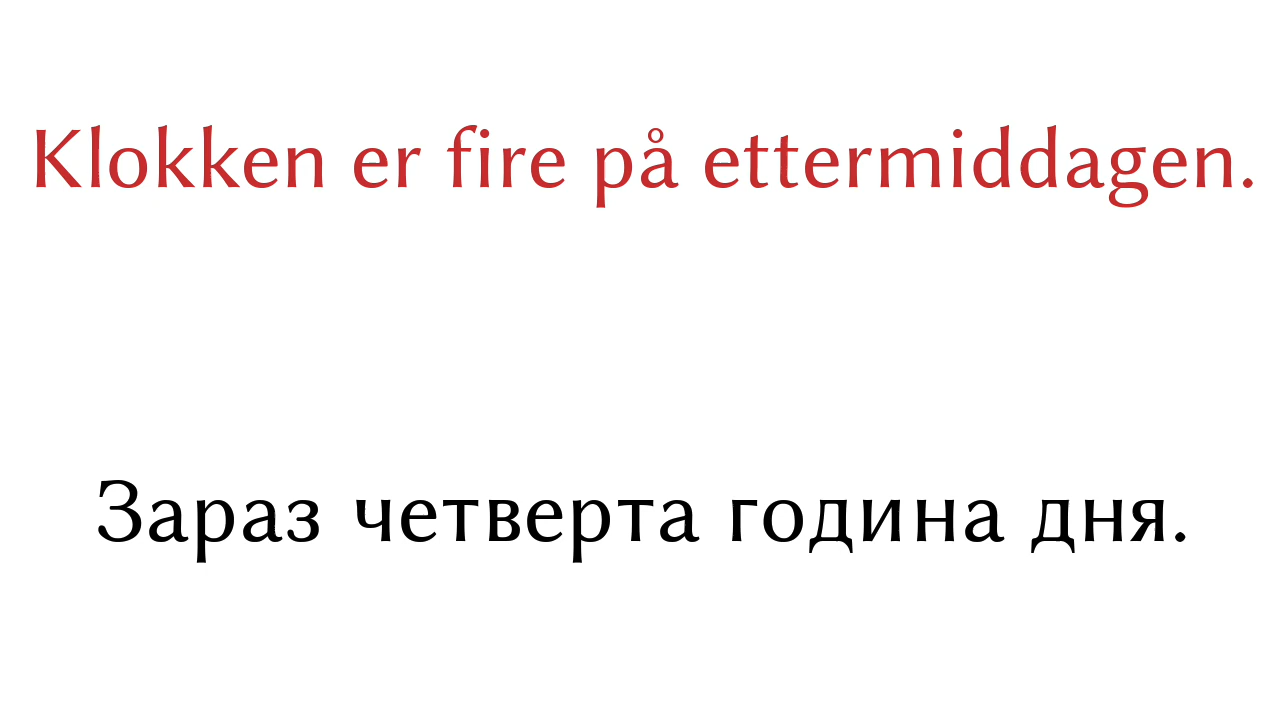 Klokken er fire på ettermiddagen.
Зараз четверта година дня.